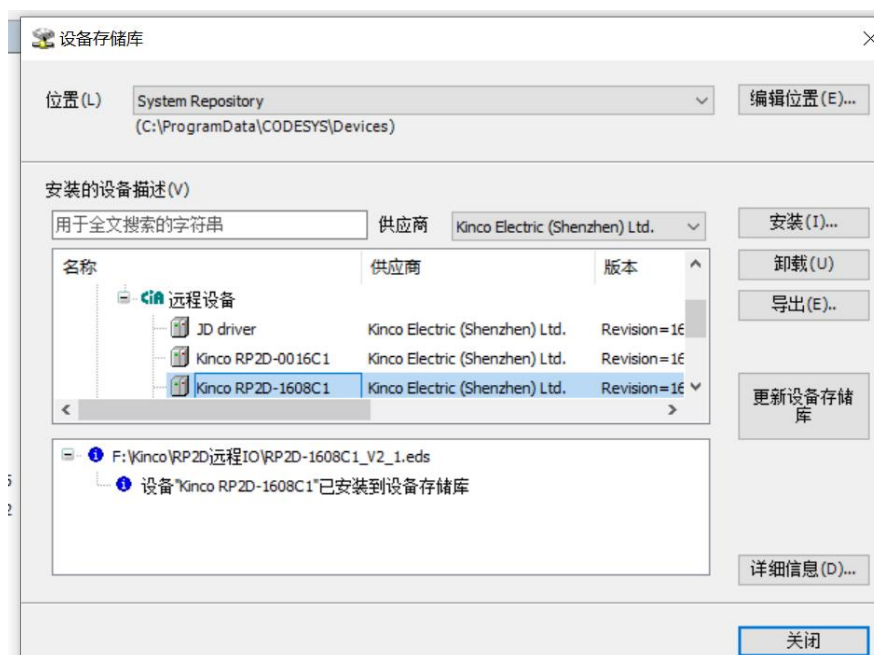 设备存储库
位置(L) System Repository 编辑位置(E)...
(C:\ProgramData\CODESYS\Devices)
安装的设备描述(V)
用于全文搜索的字符串 供应商 Kinco Electric (Shenzhen) Ltd. 安装(I)...
名称 供应商 版本 卸载(U)
CiA 远程设备 导出(E)..
JD driver Kinco Electric (Shenzhen) Ltd. Revision=16
Kinco RP2D-0016C1 Kinco Electric (Shenzhen) Ltd. Revision=16
Kinco RP2D-1608C1 Kinco Electric (Shenzhen) Ltd. Revision=16
更新设备存储
库
F:\Kinco\RP2D远程IO\RP2D-1608C1_V2_1.eds
设备"Kinco RP2D-1608C1"已安装到设备存储库
详细信息(D)...
关闭